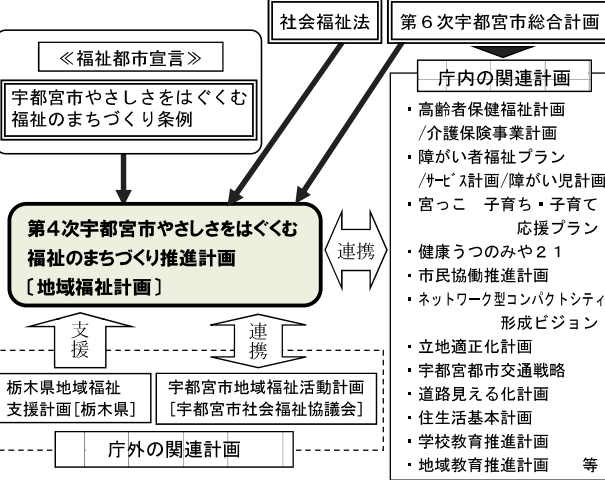 社会福祉法
第６次宇都宮市総合計画
≪福祉都市宣言≫
宇都宮市やさしさをはぐくむ
福祉のまちづくり条例
第４次宇都宮市やさしさをはぐくむ
福祉のまちづくり推進計画
［地域福祉計画］
連携
支援
連携
栃木県地域福祉
支援計画[栃木県]
宇都宮市地域福祉活動計画
[宇都宮市社会福祉協議会]
庁外の関連計画
庁内の関連計画
・高齢者保健福祉計画
/介護保険事業計画
・障がい者福祉プラン
/ｻｰﾋﾞｽ計画/障がい児計画
・宮っこ　子育ち・子育て
応援プラン
・健康うつのみや２１
・市民協働推進計画
・ネットワーク型コンパクトシティ
形成ビジョン
・立地適正化計画
・宇都宮都市交通戦略
・道路見える化計画
・住生活基本計画
・学校教育推進計画
・地域教育推進計画　　等